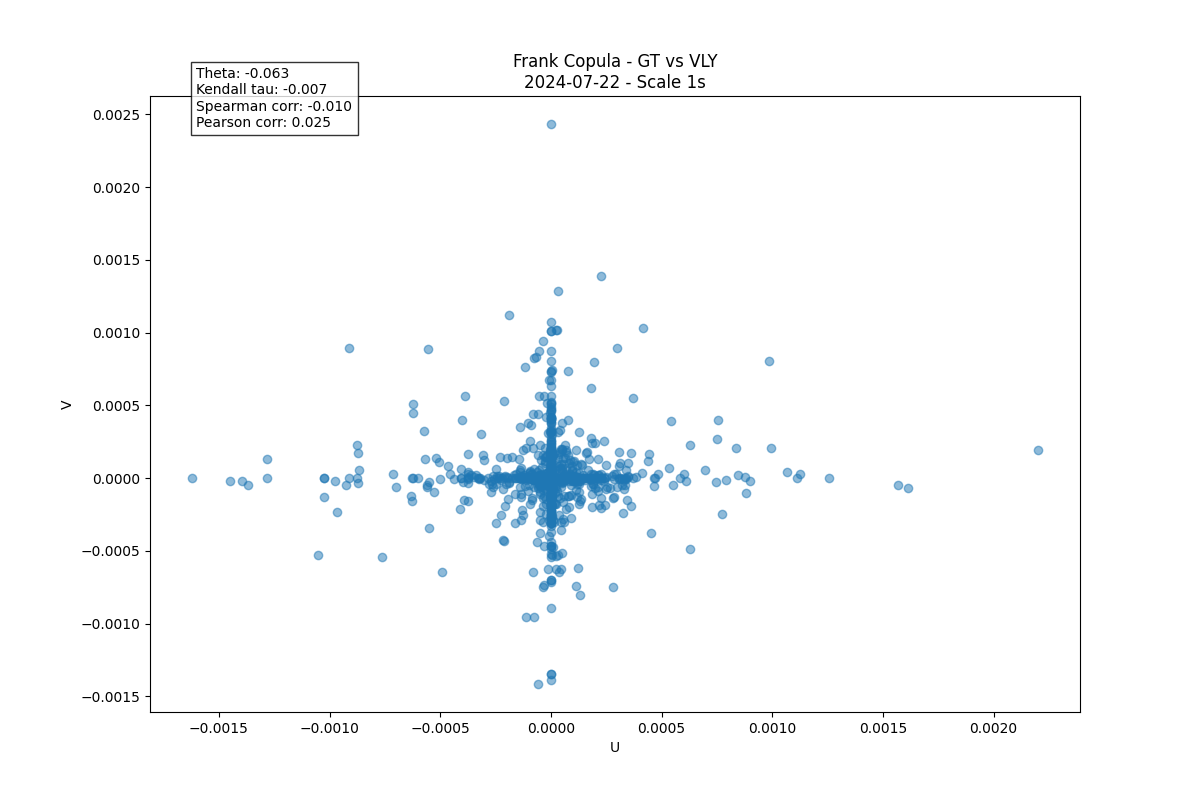 Frank Copula - GT vs VLY
2024-07-22 - Scale 1s
Theta: -0.063
Kendall tau: -0.007
Spearman corr: -0.010
Pearson corr: 0.025
0.0025
0.0020
0.0015
0.0010
0.0005
0.0000
−0.0005
−0.0010
−0.0015
V
−0.0015 −0.0010 −0.0005 0.0000 0.0005 0.0010 0.0015 0.0020
U